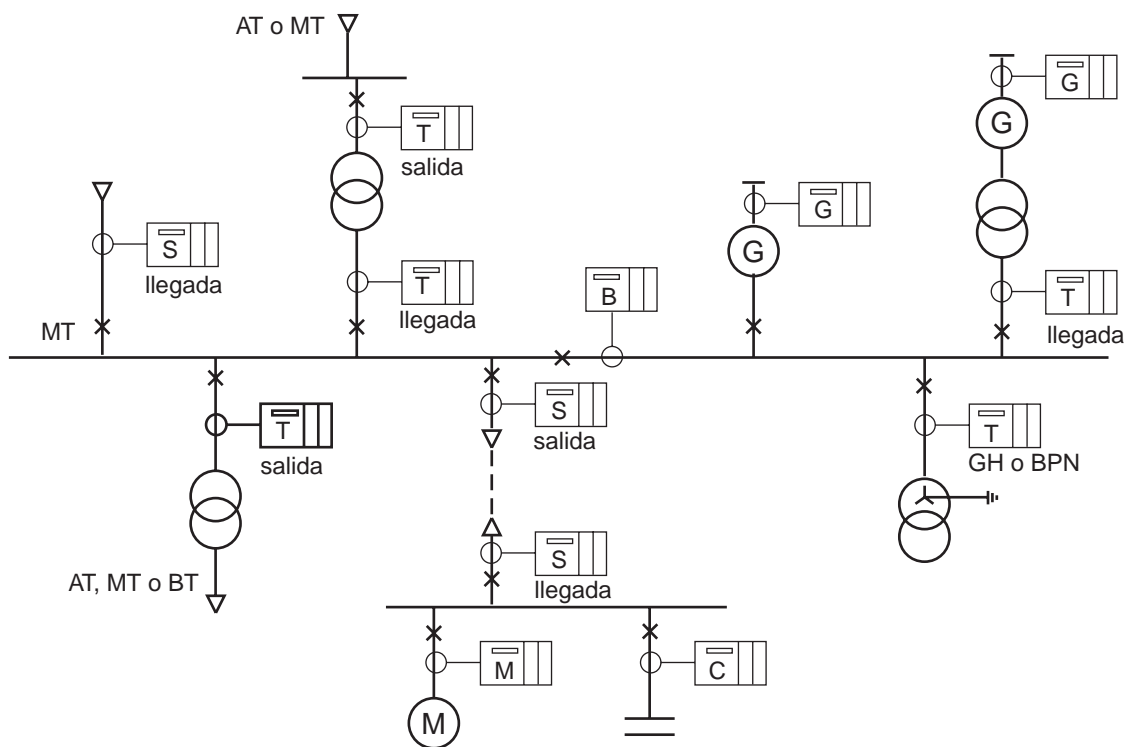 AT o MT
G
T
G
salida
S
G
G
llegada
T
B
T
llegada
llegada
MT
S
T
salida
T
salida
GH o BPN
S
AT, MT o BT
llegada
M
C
M